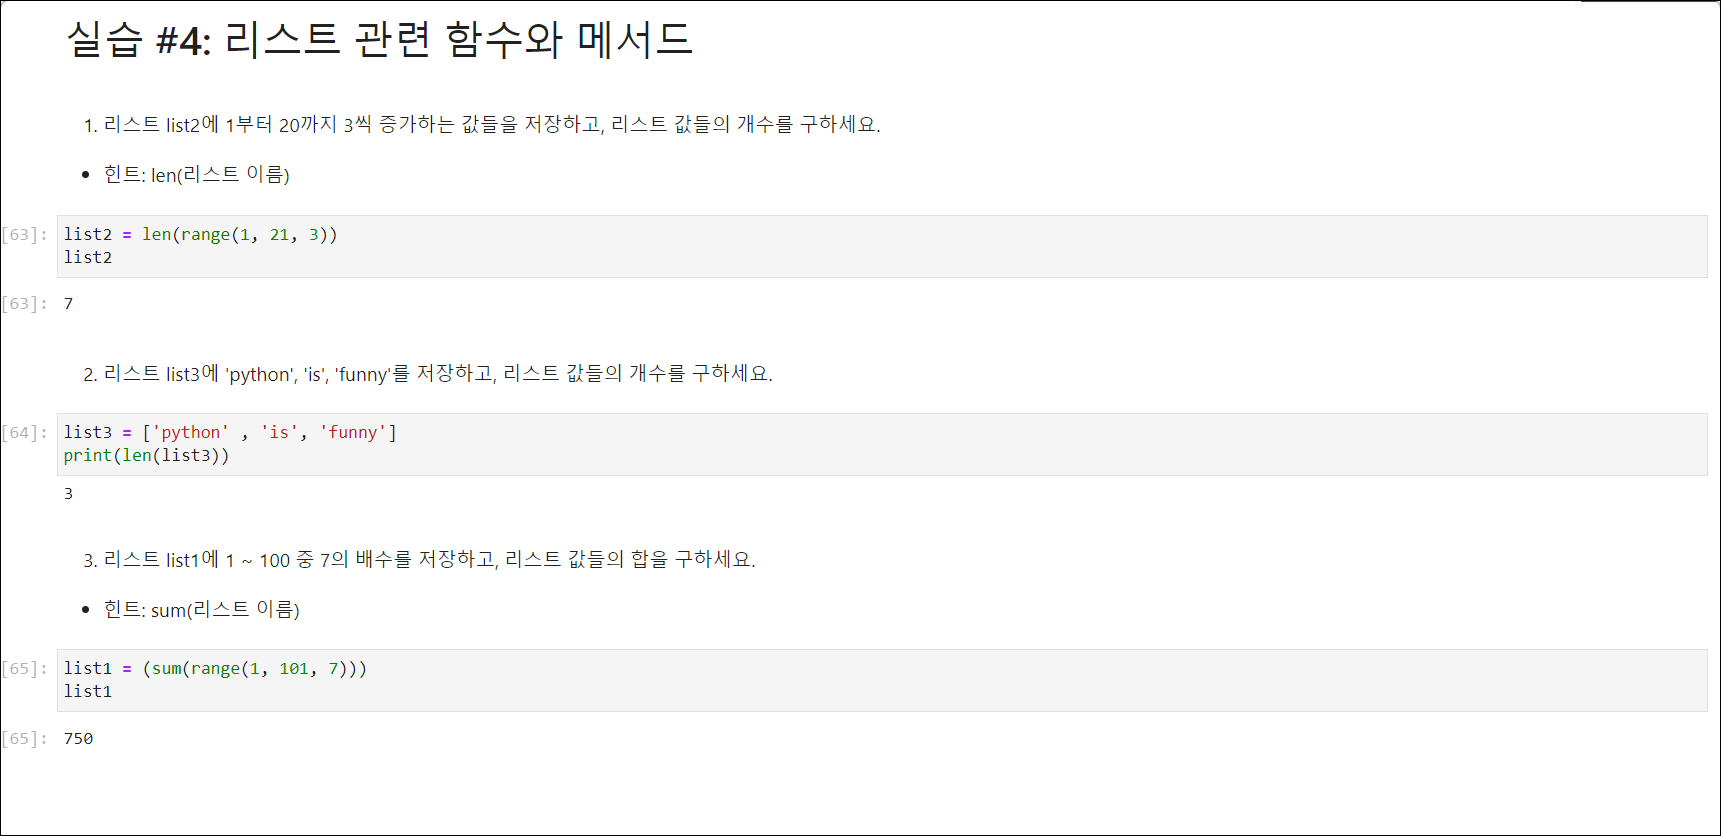 실습 #4: 리스트 관련 함수와 메서드
1. 리스트 list2에 1부터 20까지 3씩 증가하는 값들을 저장하고, 리스트 값들의 개수를 구하세요.
• 힌트: len(리스트 이름)
[63]: list2 = len(range(1, 21, 3))
list2
[63]: 7
2. 리스트 list3에 'python', 'is', 'funny'를 저장하고, 리스트 값들의 개수를 구하세요.
[64]: list3 = ['python' , 'is', 'funny']
print(len(list3))
3
3. 리스트 list1에 1 ~ 100 중 7의 배수를 저장하고, 리스트 값들의 합을 구하세요.
• 힌트: sum(리스트 이름)
[65]: list1 = (sum(range(1, 101, 7)))
list1
[65]: 750